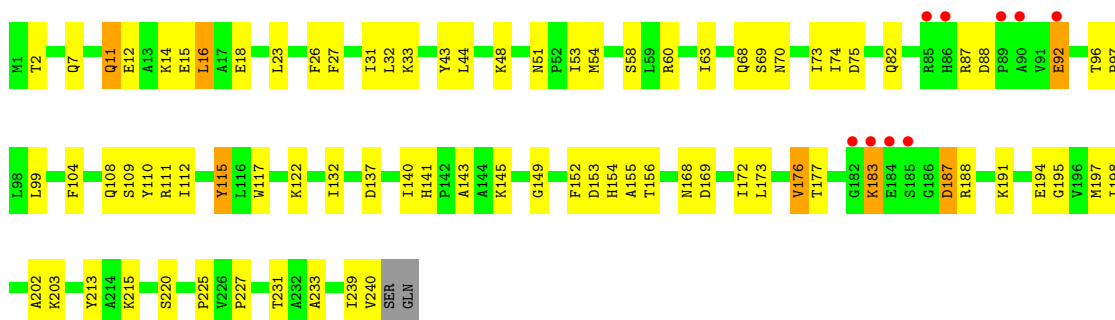 M1 T2 Q7 Q11 E12 A13 K14 E15 L16 A17 E18 L23 F26 F27 I31 L32 K33 Y43 L44 K48 N51 P52 I53 M54 S58 L59 R60 I63 Q68 S69 N70 I73 I74 D75 Q82 R85 H86 R87 D88 P89 A90 V91 E92 T96 P97
L98 L99 F104 Q108 S109 Y110 R111 I112 Y115 L116 W117 K122 I132 D137 I140 H141 P142 A143 A144 K145 G149 F152 D153 H154 A155 T156 N168 D169 I172 L173 V176 T177 G182 K183 E184 S185 G186 D187 R188 K191 E194 G195 V196 M197
A202 K203 Y213 A214 K215 S220 P225 V226 P227 T231 A232 A233 I239 V240 SER GLN